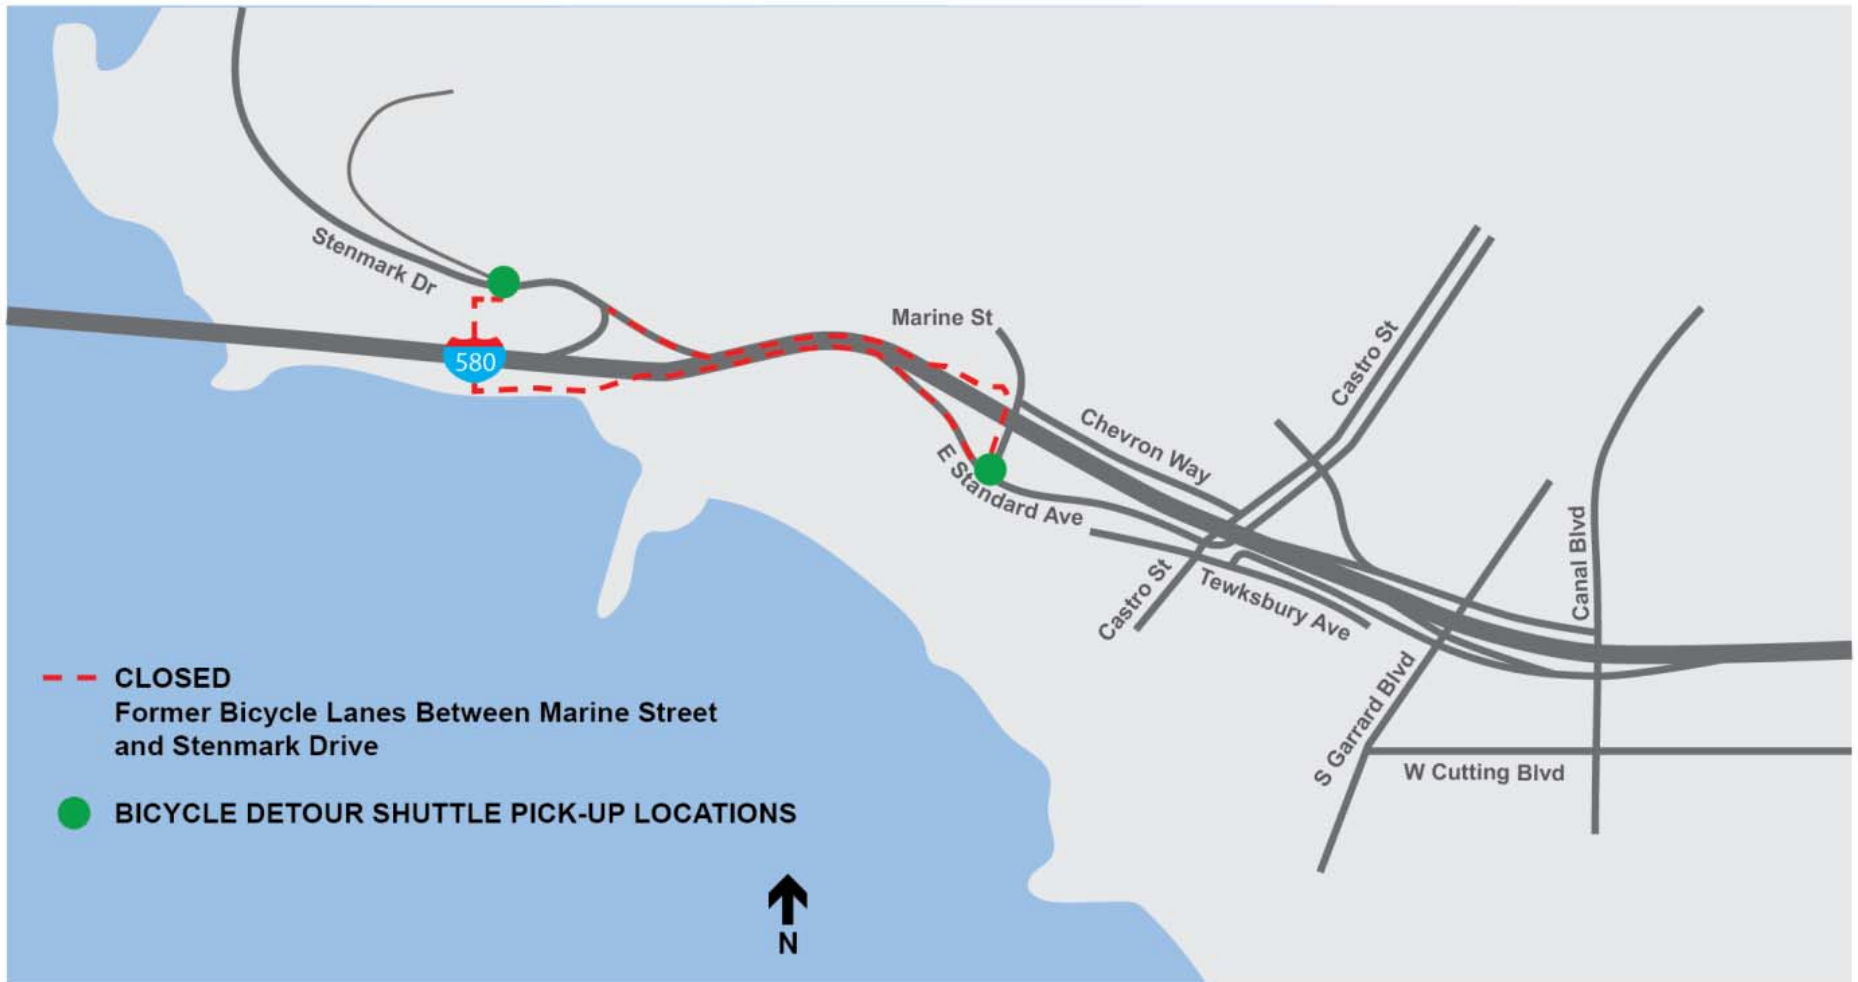 Stenmark Dr
580
Marine St
Castro St
Chevron Way
E Standard Ave
Castro St
Tewksbury Ave
Canal Blvd
S Garrard Blvd
W Cutting Blvd
CLOSED
Former Bicycle Lanes Between Marine Street
and Stenmark Drive
BICYCLE DETOUR SHUTTLE PICK-UP LOCATIONS
N